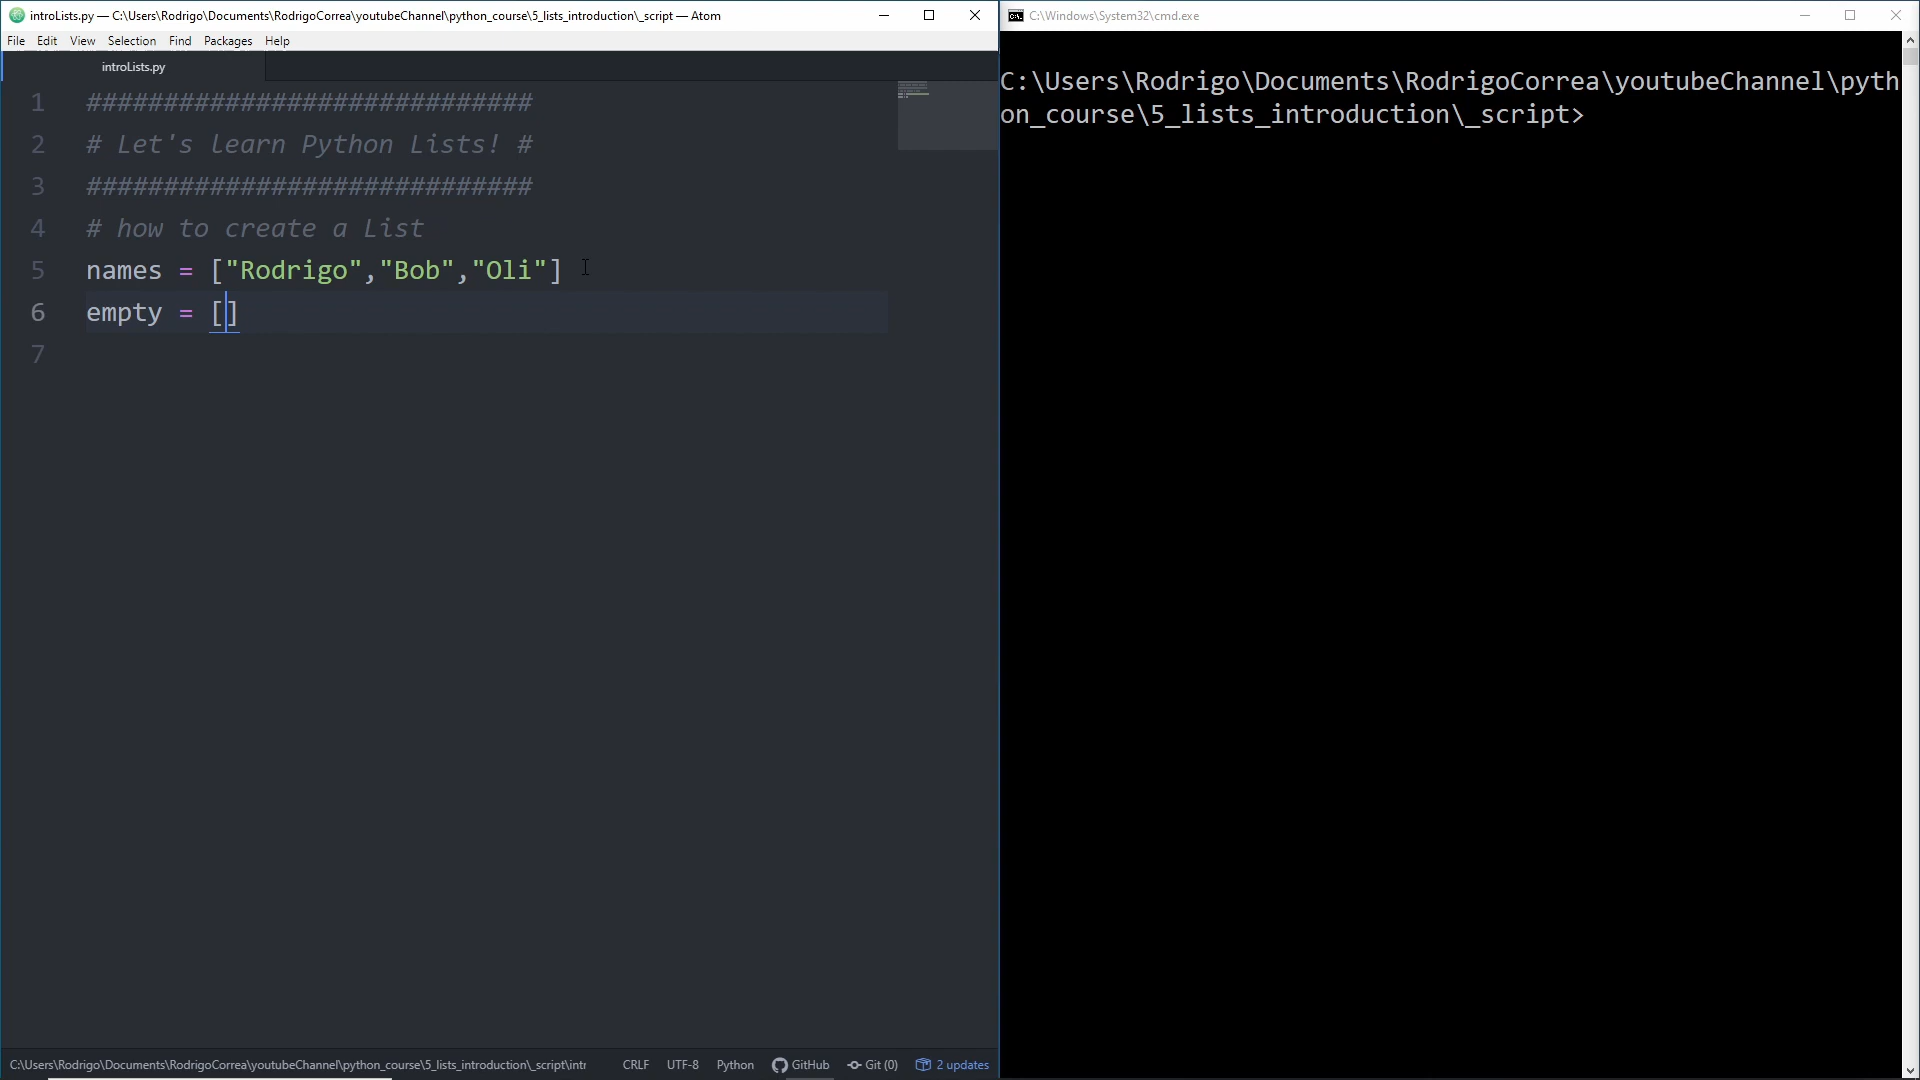 introLists.py — C:\Users\Rodrigo\Documents\RodrigoCorrea\youtubeChannel\python_course\5_lists_introduction\_script — Atom
File Edit View Selection Find Packages Help
introLists.py
1 #############################
2 # Let's learn Python Lists! #
3 #############################
4 # how to create a List
5 names = ["Rodrigo","Bob","Oli"]
6 empty = []
7
C:\Users\Rodrigo\Documents\RodrigoCorrea\youtubeChannel\python_course\5_lists_introduction\_script\intr
CRLF UTF-8 Python GitHub Git (0) 2 updates
C:\Windows\System32\cmd.exe
C:\Users\Rodrigo\Documents\RodrigoCorrea\youtubeChannel\pyth
on_course\5_lists_introduction\_script>